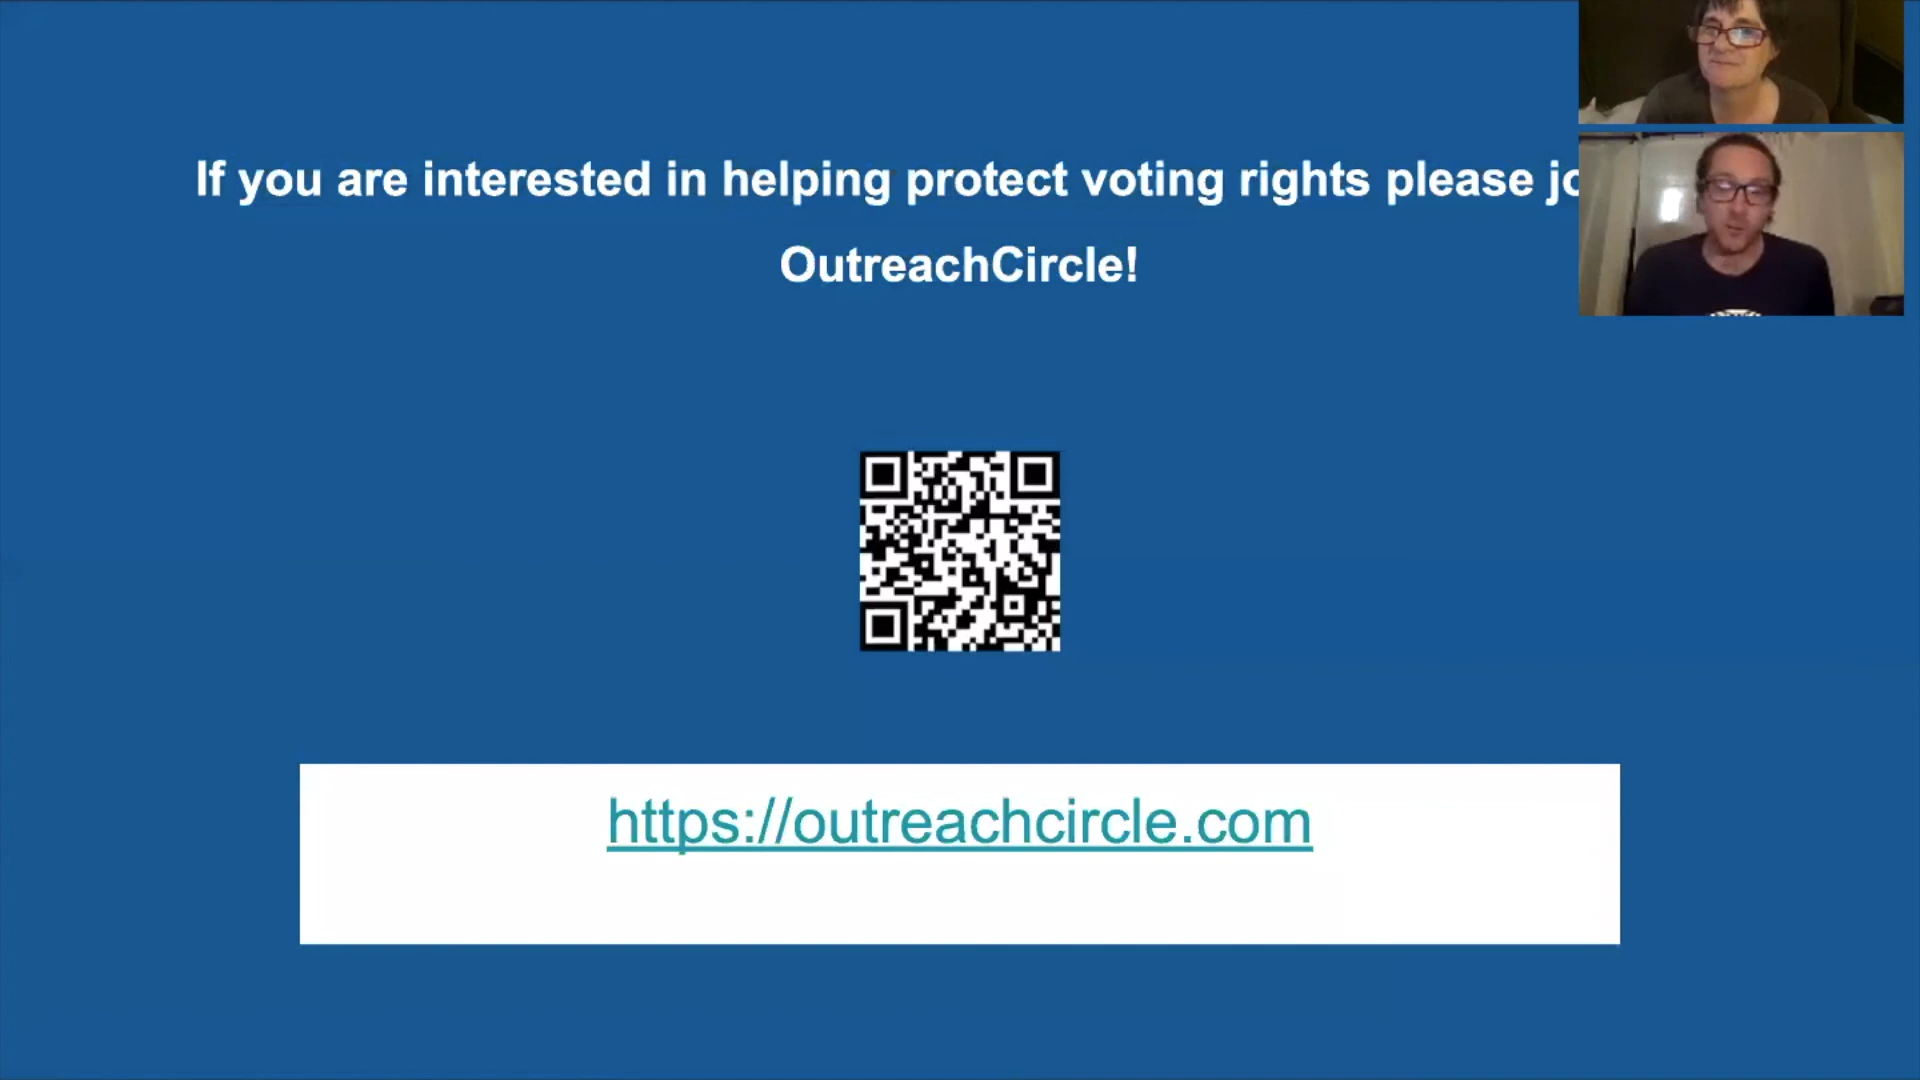 If you are interested in helping protect voting rights please jo
OutreachCircle!
https://outreachcircle.com